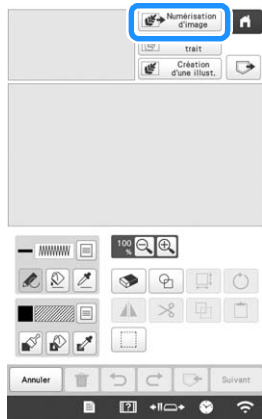 Numérisation
d'image
trait
Création
d'une illust.
100
%
Annuler
Suivant